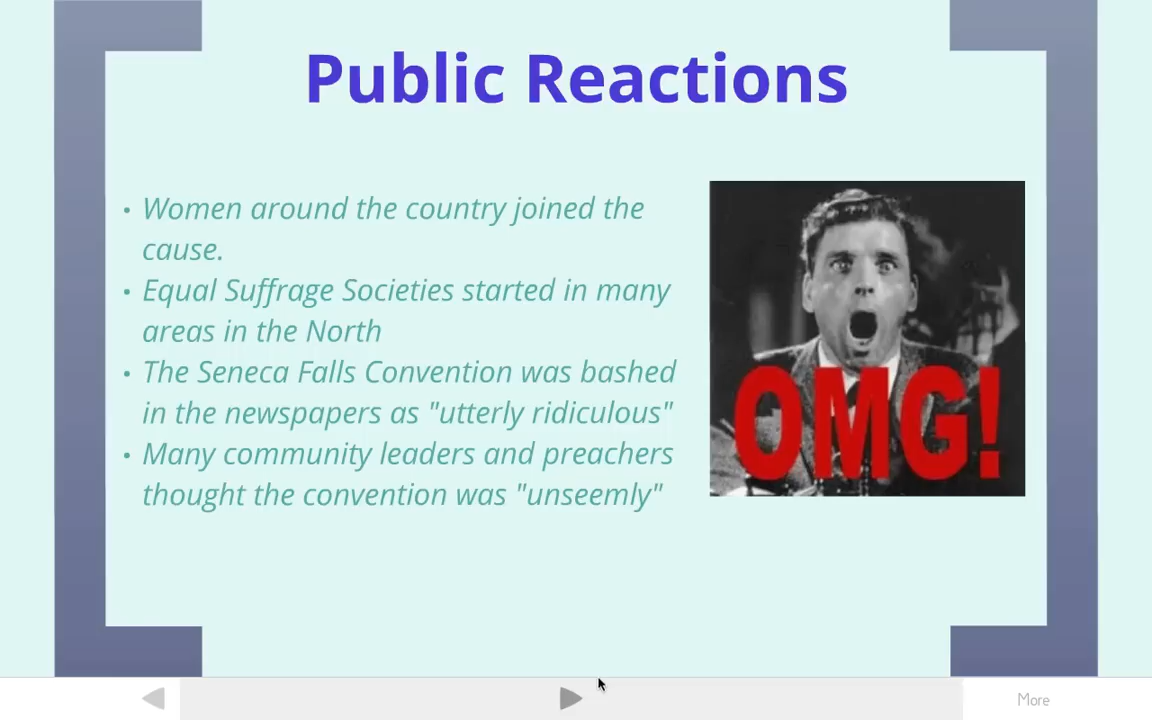 Public Reactions
• Women around the country joined the
cause.
• Equal Suffrage Societies started in many
areas in the North
• The Seneca Falls Convention was bashed
in the newspapers as "utterly ridiculous"
• Many community leaders and preachers
thought the convention was "unseemly"
OMG!
More